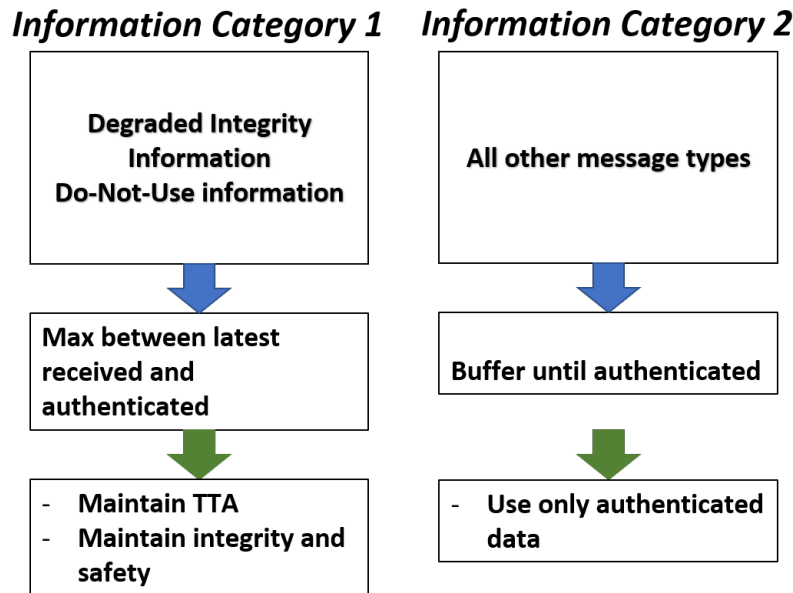 Information Category 1
Degraded Integrity
Information
Do-Not-Use information
Max between latest
received and
authenticated
- Maintain TTA
- Maintain integrity and
safety
Information Category 2
All other message types
Buffer until authenticated
- Use only authenticated
data